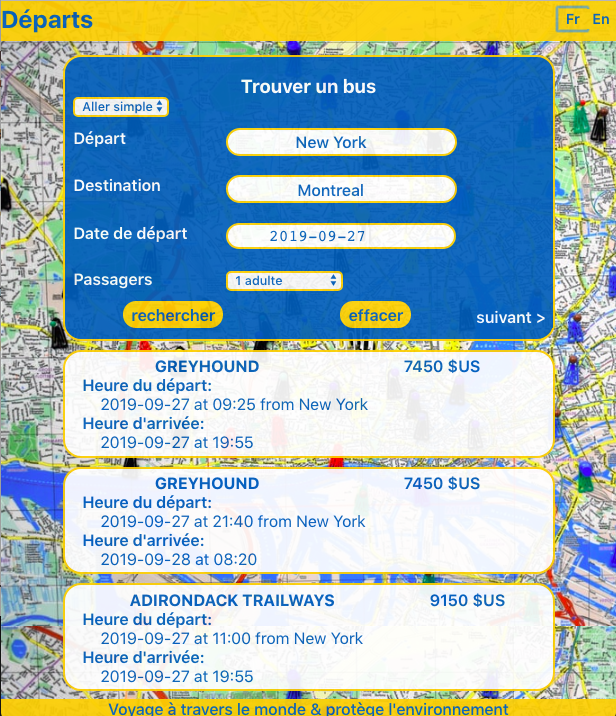 Départs
Fr En
Trouver un bus
Aller simple
Départ New York
Destination Montreal
Date de départ 2019-09-27
Passagers 1 adulte
rechercher effacer suivant >
GREYHOUND 7450 $US
Heure du départ:
2019-09-27 at 09:25 from New York
Heure d'arrivée:
2019-09-27 at 19:55
GREYHOUND 7450 $US
Heure du départ:
2019-09-27 at 21:40 from New York
Heure d'arrivée:
2019-09-28 at 08:20
ADIRONDACK TRAILWAYS 9150 $US
Heure du départ:
2019-09-27 at 11:00 from New York
Heure d'arrivée:
2019-09-27 at 19:55
Voyage à travers le monde & protège l'environnement